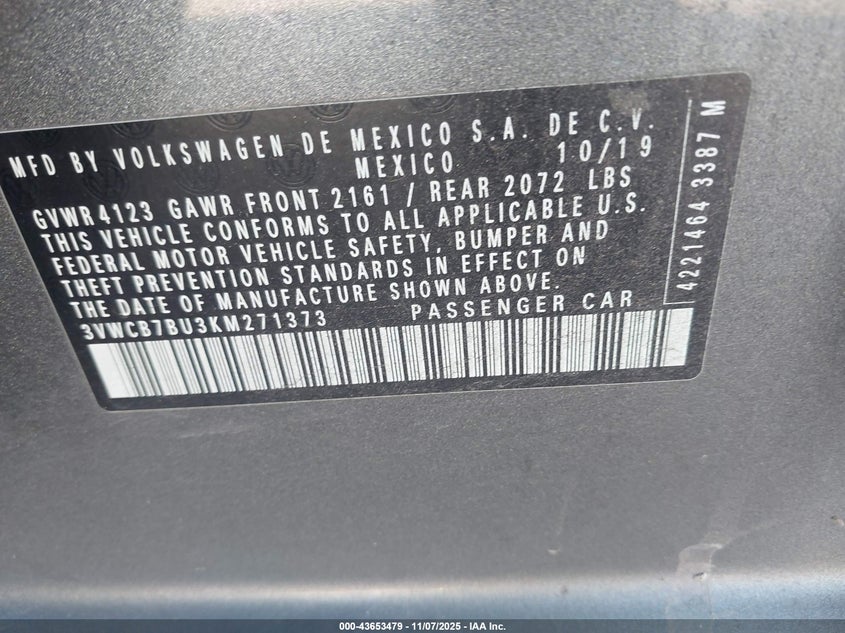 MFD BY VOLKSWAGEN DE MEXICO S.A. DE C.V.
MEXICO 10/19
GVWR 4123 GAWR FRONT 2161 / REAR 2072 LBS
THIS VEHICLE CONFORMS TO ALL APPLICABLE U.S.
FEDERAL MOTOR VEHICLE SAFETY, BUMPER AND
THEFT PREVENTION STANDARDS IN EFFECT ON
THE DATE OF MANUFACTURE SHOWN ABOVE.
3VWCB7BU3KM271373 PASSENGER CAR
4221464 3387 M
000-43653479 - 11/07/2025 - IAA Inc.